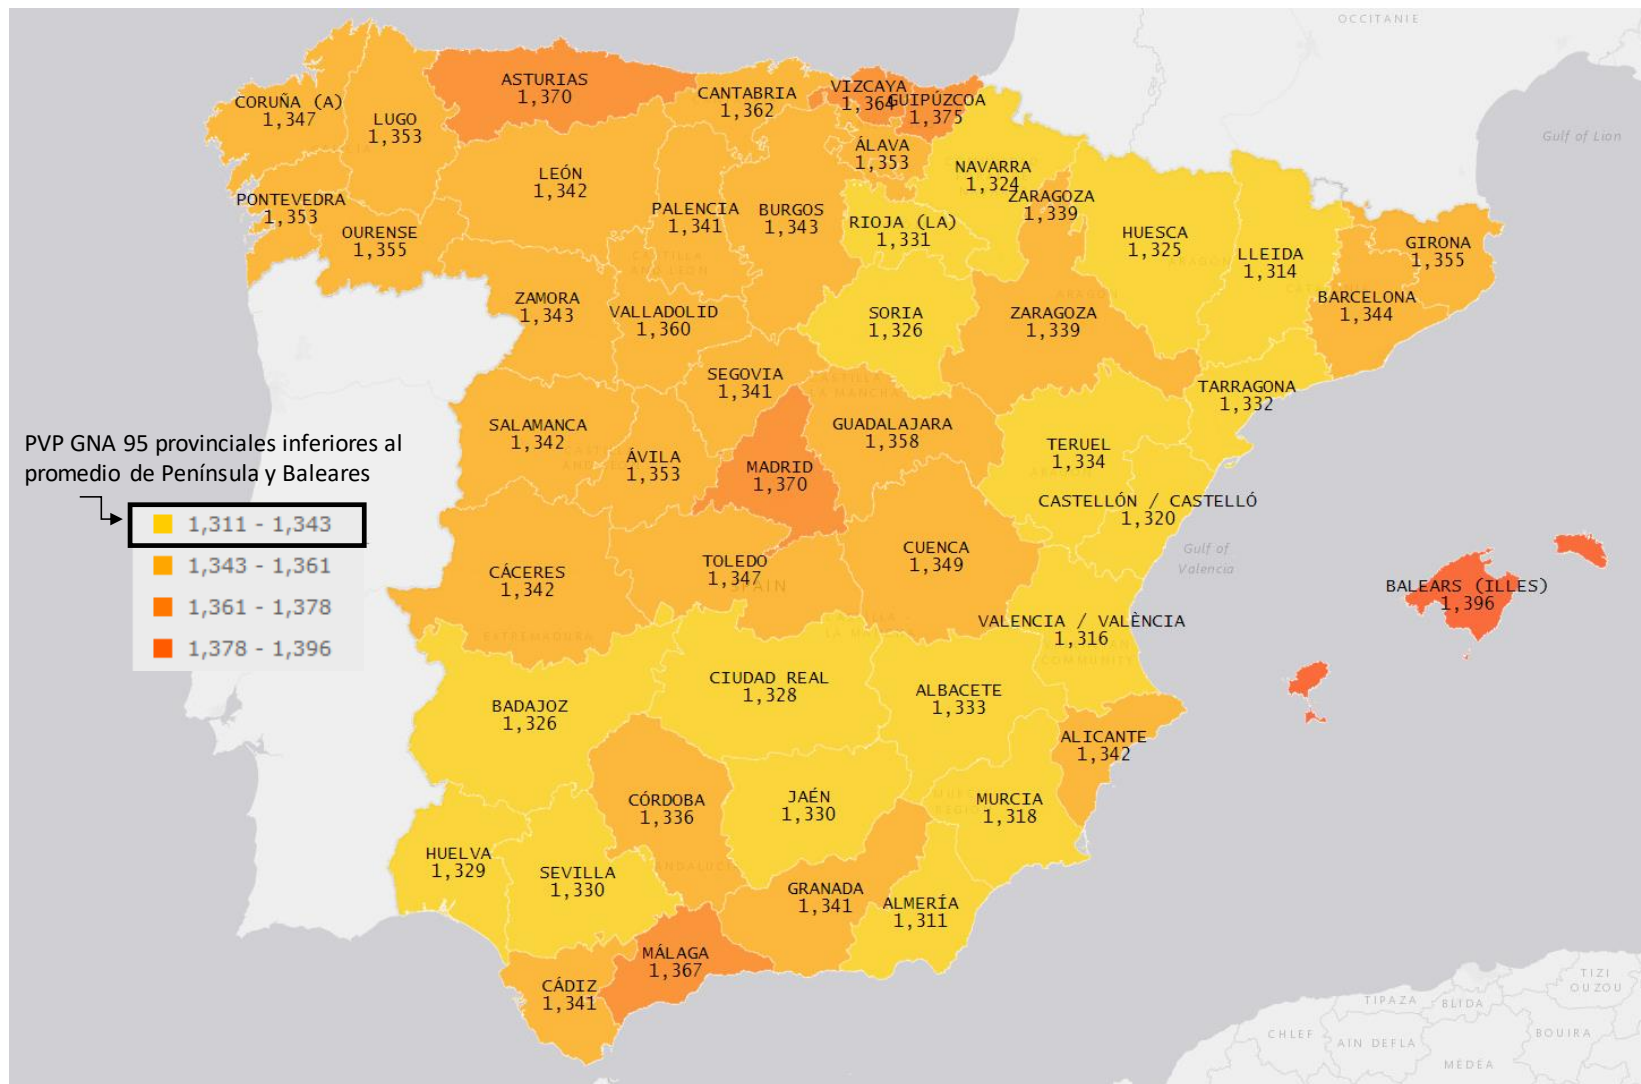 OCCITANIE
Gulf of Lion
ASTURIAS
1,370
CANTABRIA
1,362
VIZCAYA
1,364
GUIPÚZCOA
1,375
CORUÑA (A)
1,347
LUGO
1,353
ÁLAVA
1,353
LEÓN
1,342
NAVARRA
1,324
ZARAGOZA
1,339
PONTEVEDRA
1,353
OURENSE
1,355
PALENCIA
1,341
BURGOS
1,343
RIOJA (LA)
1,331
HUESCA
1,325
LLEIDA
1,314
GIRONA
1,355
BARCELONA
1,344
ZAMORA
1,343
VALLADOLID
1,360
SORIA
1,326
ZARAGOZA
1,339
SEGOVIA
1,341
TARRAGONA
1,332
SALAMANCA
1,342
ÁVILA
1,353
MADRID
1,370
GUADALAJARA
1,358
TERUEL
1,334
CASTELLÓN / CASTELLÓ
1,320
PVP GNA 95 provinciales inferiores al
promedio de Península y Baleares
1,311 - 1,343
1,343 - 1,361
1,361 - 1,378
1,378 - 1,396
CÁCERES
1,342
TOLEDO
1,347
SPAIN
CUENCA
1,349
Gulf of
Valencia
BALEARS (ILLES)
1,396
VALENCIA / VALÈNCIA
1,316
EXTREMADURA
BADAJOZ
1,326
CIUDAD REAL
1,328
ALBACETE
1,333
ALICANTE
1,342
CÓRDOBA
1,336
JAÉN
1,330
MURCIA
1,318
HUELVA
1,329
SEVILLA
1,330
GRANADA
1,341
ALMERÍA
1,311
MÁLAGA
1,367
CÁDIZ
1,341
TIZI
OUZOU
TIPAZA
BLIDA
CHLEF
AIN DEFLA
BOUIRA
MEDEA